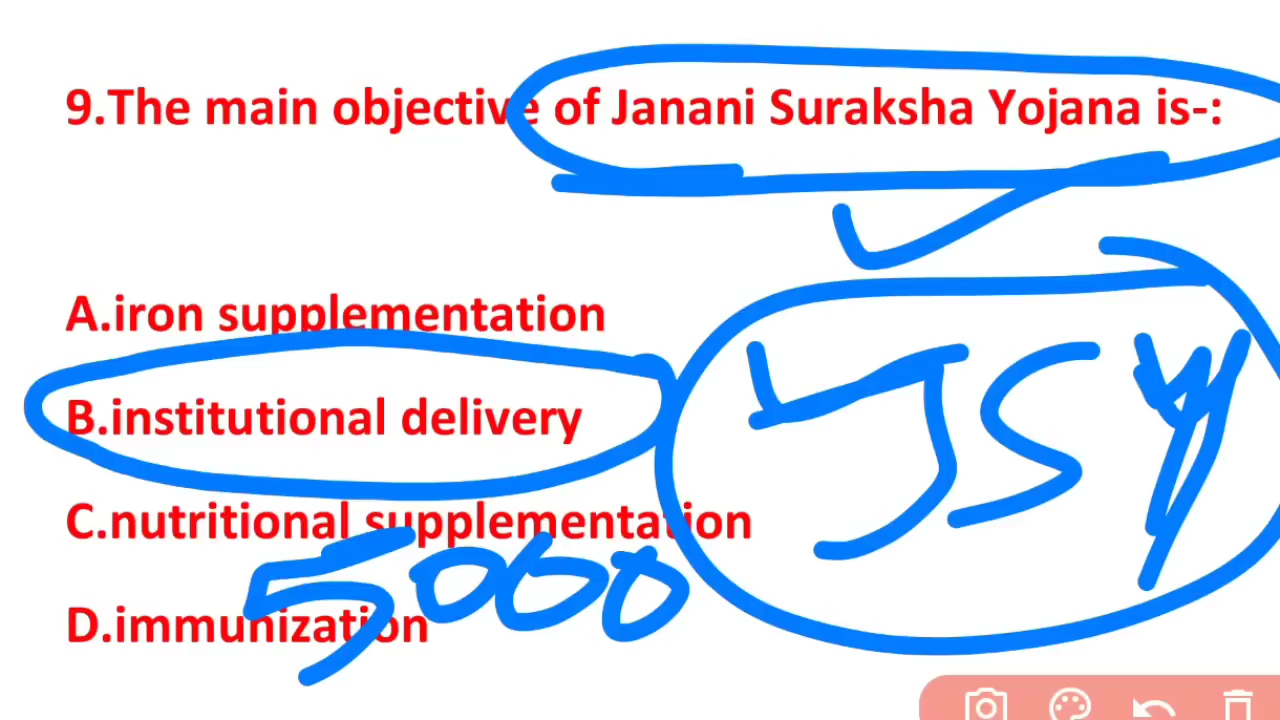 9.The main objective of Janani Suraksha Yojana is-:
A.iron supplementation
B.institutional delivery
JSY
C.nutritional supplementation
5000
D.immunization